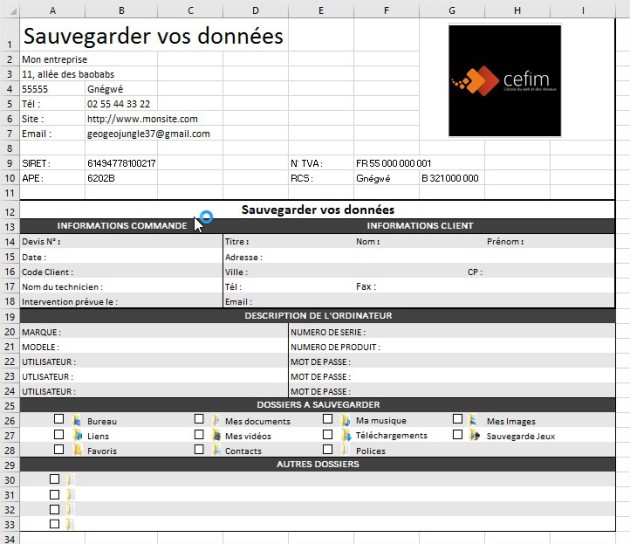 A B C D E F G H I
1 Sauvegarder vos données
cefim
2 Mon entreprise
3 11, allée des baobabs
4 55555 Gnégwé
5 Tél : 02 55 44 33 22
6 Site : http://www.monsite.com
7 Email : geogeojungle37@gmail.com
8
9 SIRET : 61494778100217 N° TVA : FR 55 000 000 001
10 APE : 6202B RCS : Gnégwé B 321 000 000
11
12 Sauvegarder vos données
13 INFORMATIONS COMMANDE INFORMATIONS CLIENT
14 Devis N° : Titre : Nom : Prénom :
15 Date : Adresse :
16 Code Client : Ville : CP :
17 Nom du technicien : Tél : Fax :
18 Intervention prévue le : Email :
19 DESCRIPTION DE L'ORDINATEUR
20 MARQUE : NUMERO DE SERIE :
21 MODELE : NUMERO DE PRODUIT :
22 UTILISATEUR : MOT DE PASSE :
23 UTLISATEUR : MOT DE PASSE :
24 UTILISATEUR : MOT DE PASSE :
25 DOSSIERS A SAUVEGARDER
26 Bureau Mes documents Ma musique Mes Images
27 Liens Mes vidéos Téléchargements Sauvegarde Jeux
28 Favoris Contacts Polices
29 AUTRES DOSSIERS
30
31
32
33
34